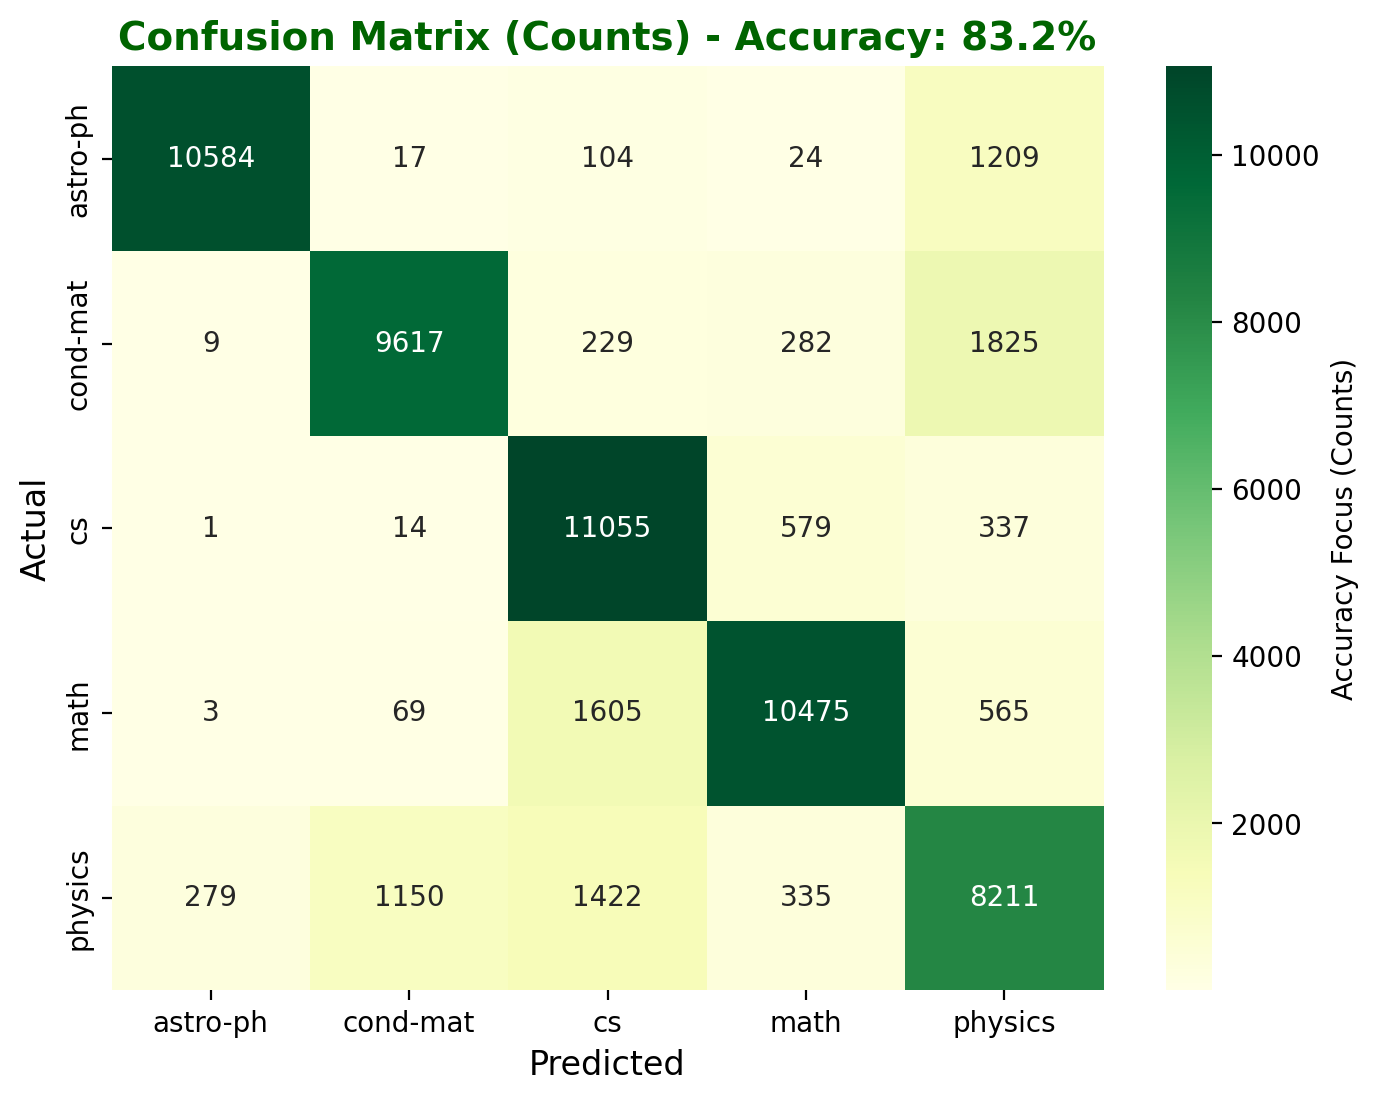 Confusion Matrix (Counts) - Accuracy: 83.2%
Actual
astro-ph
10584 17 104 24 1209
cond-mat
9 9617 229 282 1825
cs
1 14 11055 579 337
math
3 69 1605 10475 565
physics
279 1150 1422 335 8211
astro-ph cond-mat cs math physics
Predicted
10000
8000
6000
4000
2000
Accuracy Focus (Counts)